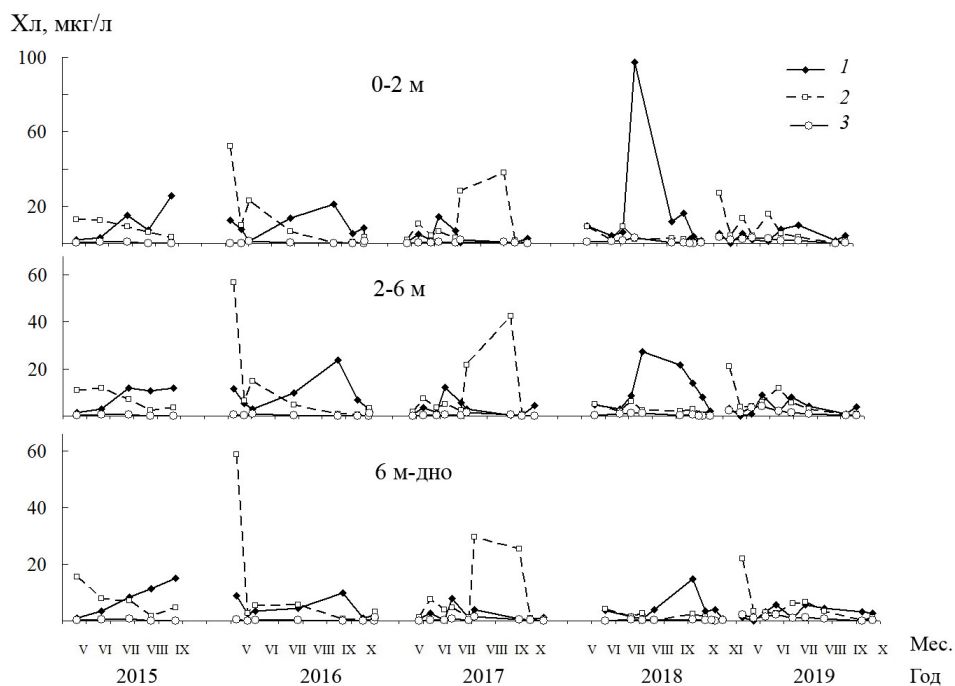 Хл, мкг/л
100
0-2 м
1
2
60
3
20
60
2-6 м
40
20
60
6 м-дно
40
20
V VI VII VIII IX V VI VII VIII IX X V VI VII VIII IX X V VI VII VIII IX X XI V VI VII VIII IX X Мес.
2015 2016 2017 2018 2019 Год